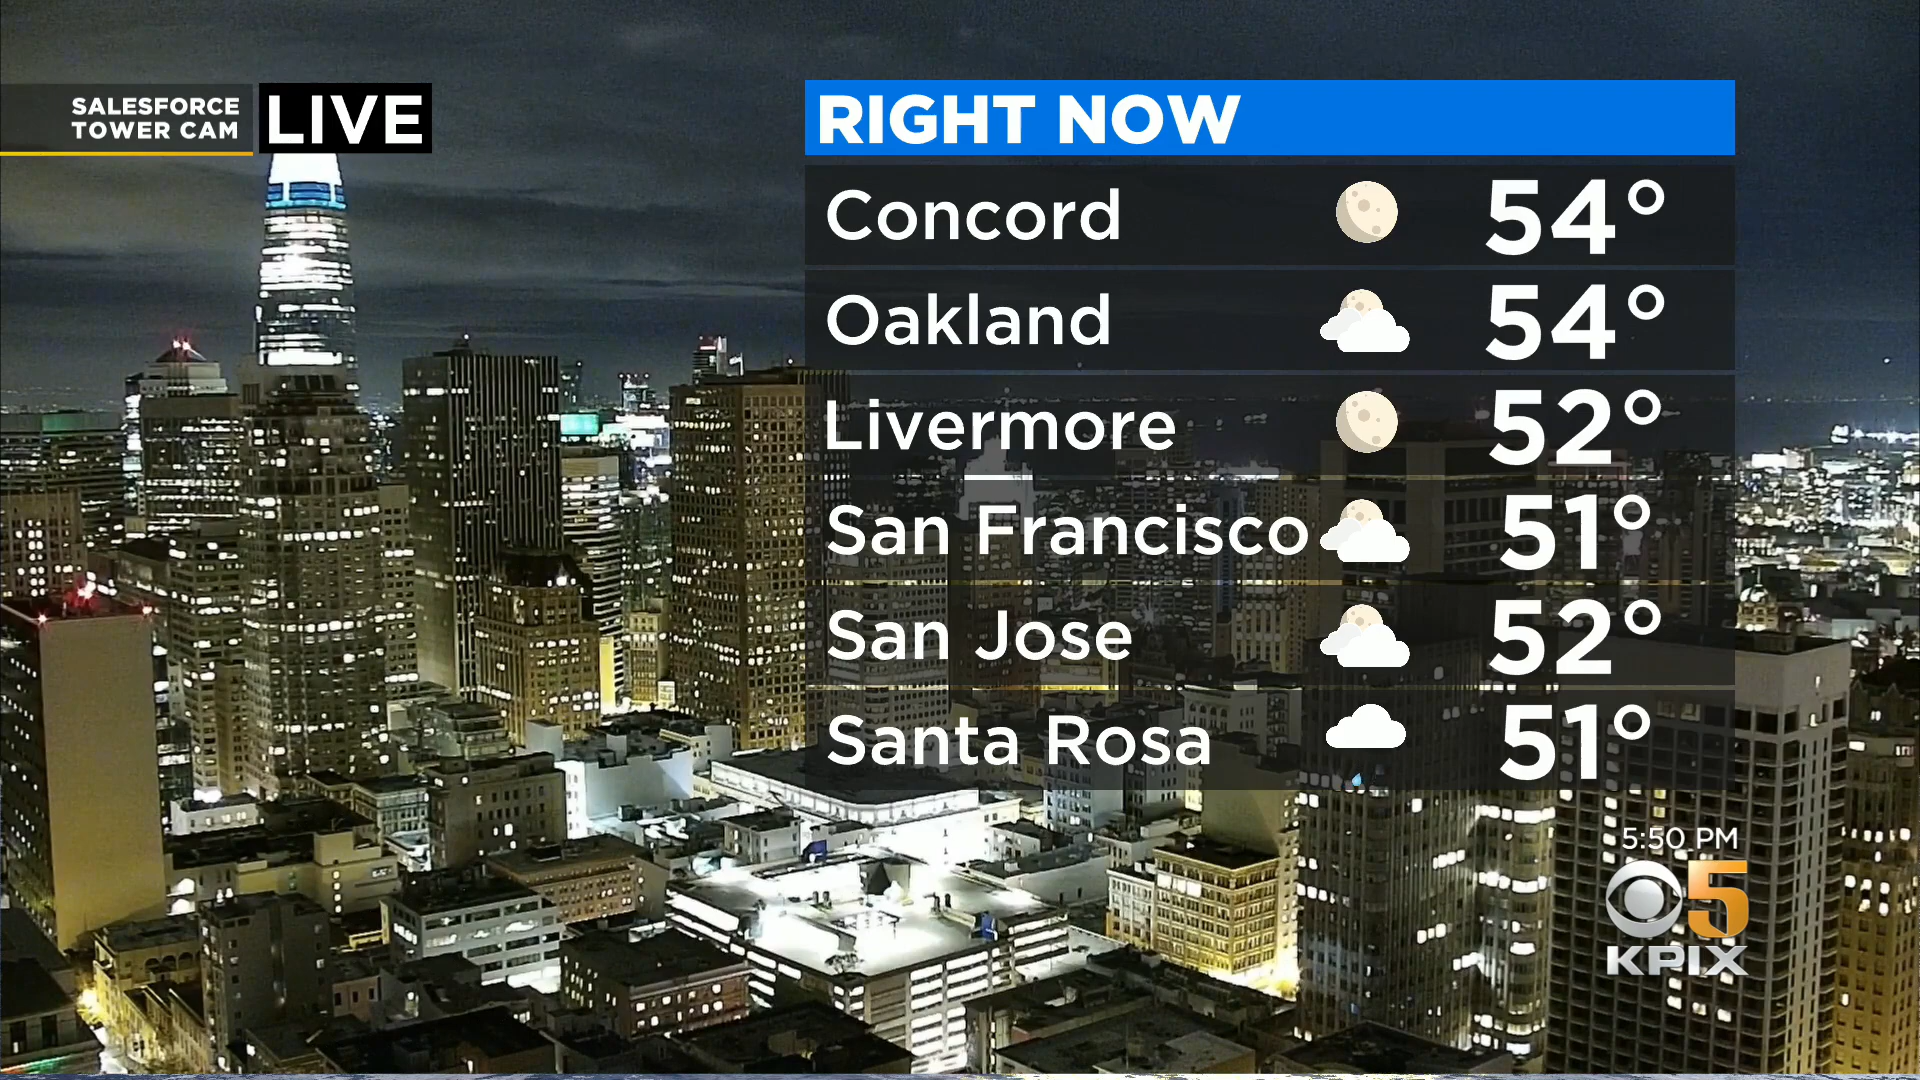 SALESFORCE
TOWER CAM
LIVE
RIGHT NOW
Concord 54°
Oakland 54°
Livermore 52°
San Francisco 51°
San Jose 52°
Santa Rosa 51°
5:50 PM
5
KPIX